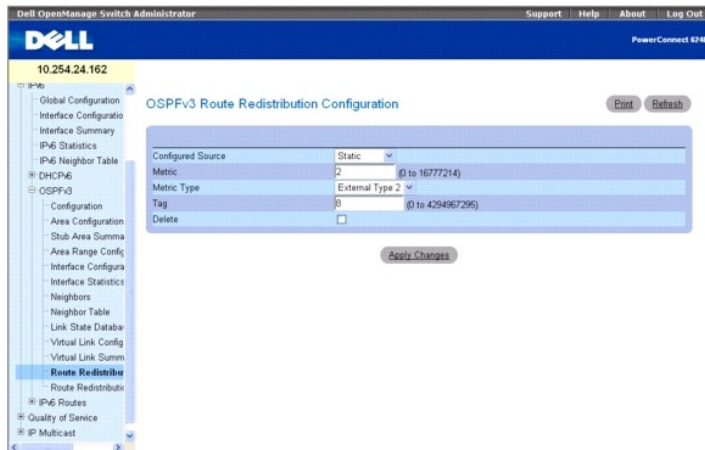 Dell OpenManage Switch Administrator
Support Help About Log Out
DELL
PowerConnect 624
10.254.24.162
IPv6
Global Configuration
Interface Configuratio
Interface Summary
IPv6 Statistics
IPv6 Neighbor Table
DHCPv6
OSPFv3
Configuration
Area Configuration
Stub Area Summa
Area Range Config
Interface Configura
Interface Statistics
Neighbors
Neighbor Table
Link State Databa
Virtual Link Config
Virtual Link Summ
Route Redistribu
Route Redistributic
IPv6 Routes
Quality of Service
IP Multicast
OSPFv3 Route Redistribution Configuration
Print Refresh
Configured Source Static
Metric 2 (0 to 16777214)
Metric Type External Type 2
Tag 8 (0 to 4294967295)
Delete
Apply Changes